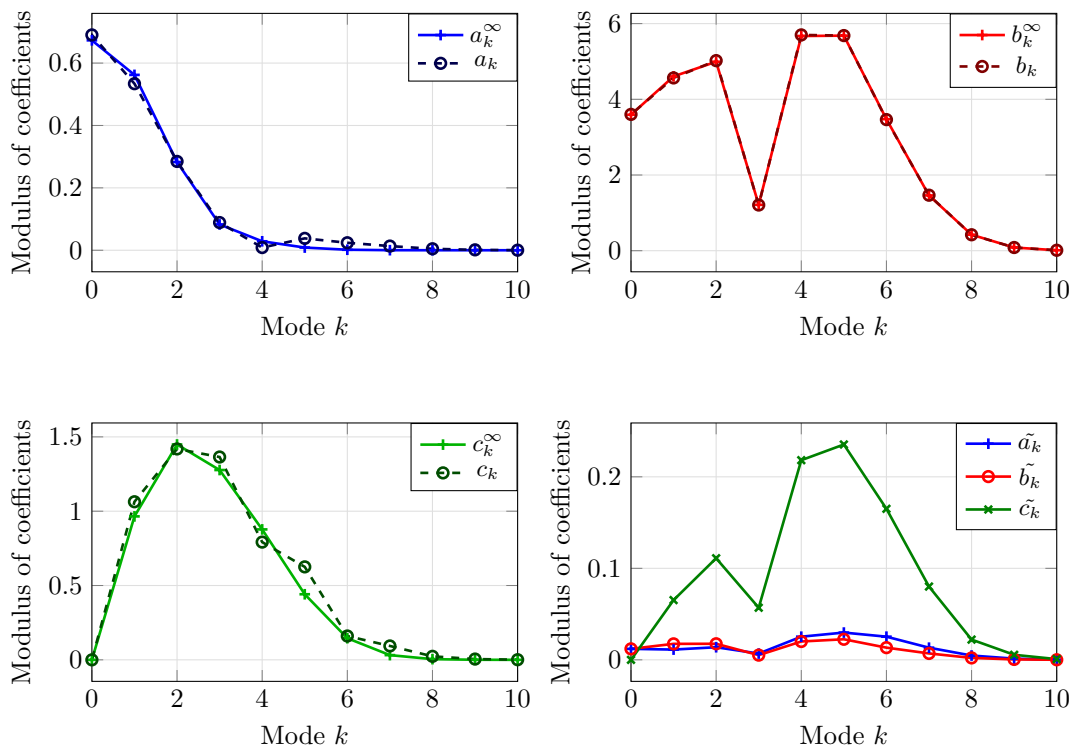 Modulus of coefficients
0.6
0.4
0.2
0
0 2 4 6 8 10
Mode k
a_k^∞
a_k
Modulus of coefficients
6
4
2
0
0 2 4 6 8 10
Mode k
b_k^∞
b_k
Modulus of coefficients
1.5
1
0.5
0
0 2 4 6 8 10
Mode k
c_k^∞
c_k
Modulus of coefficients
0.2
0.1
0
0 2 4 6 8 10
Mode k
ã_k
b̃_k
c̃_k